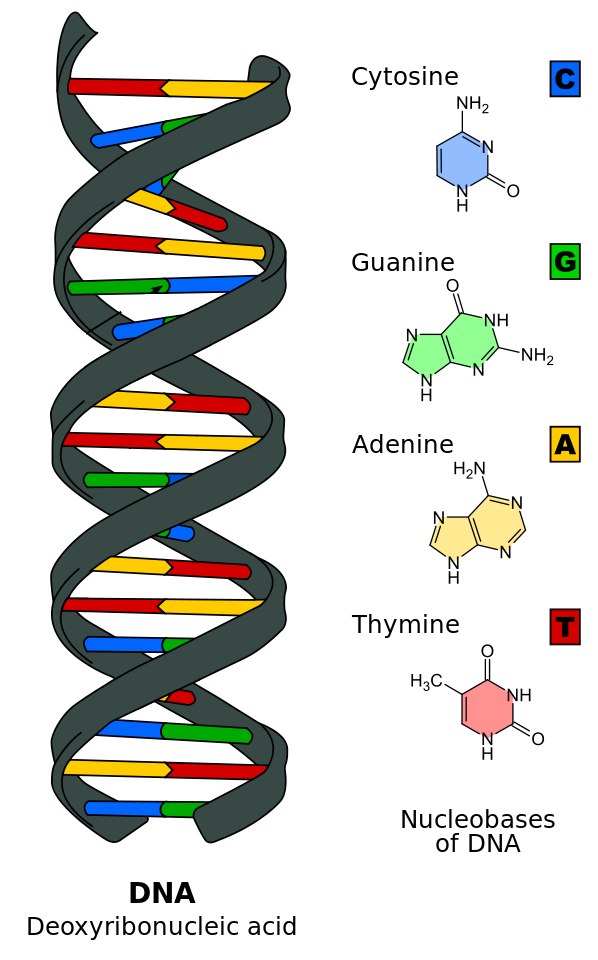 Cytosine
C
NH₂
N
N
H
O
Guanine
G
O
N
NH
N
H
N
NH₂
Adenine
A
H₂N
N
N
N
H
N
Thymine
T
O
H₃C
NH
N
H
O
Nucleobases
of DNA
DNA
Deoxyribonucleic acid